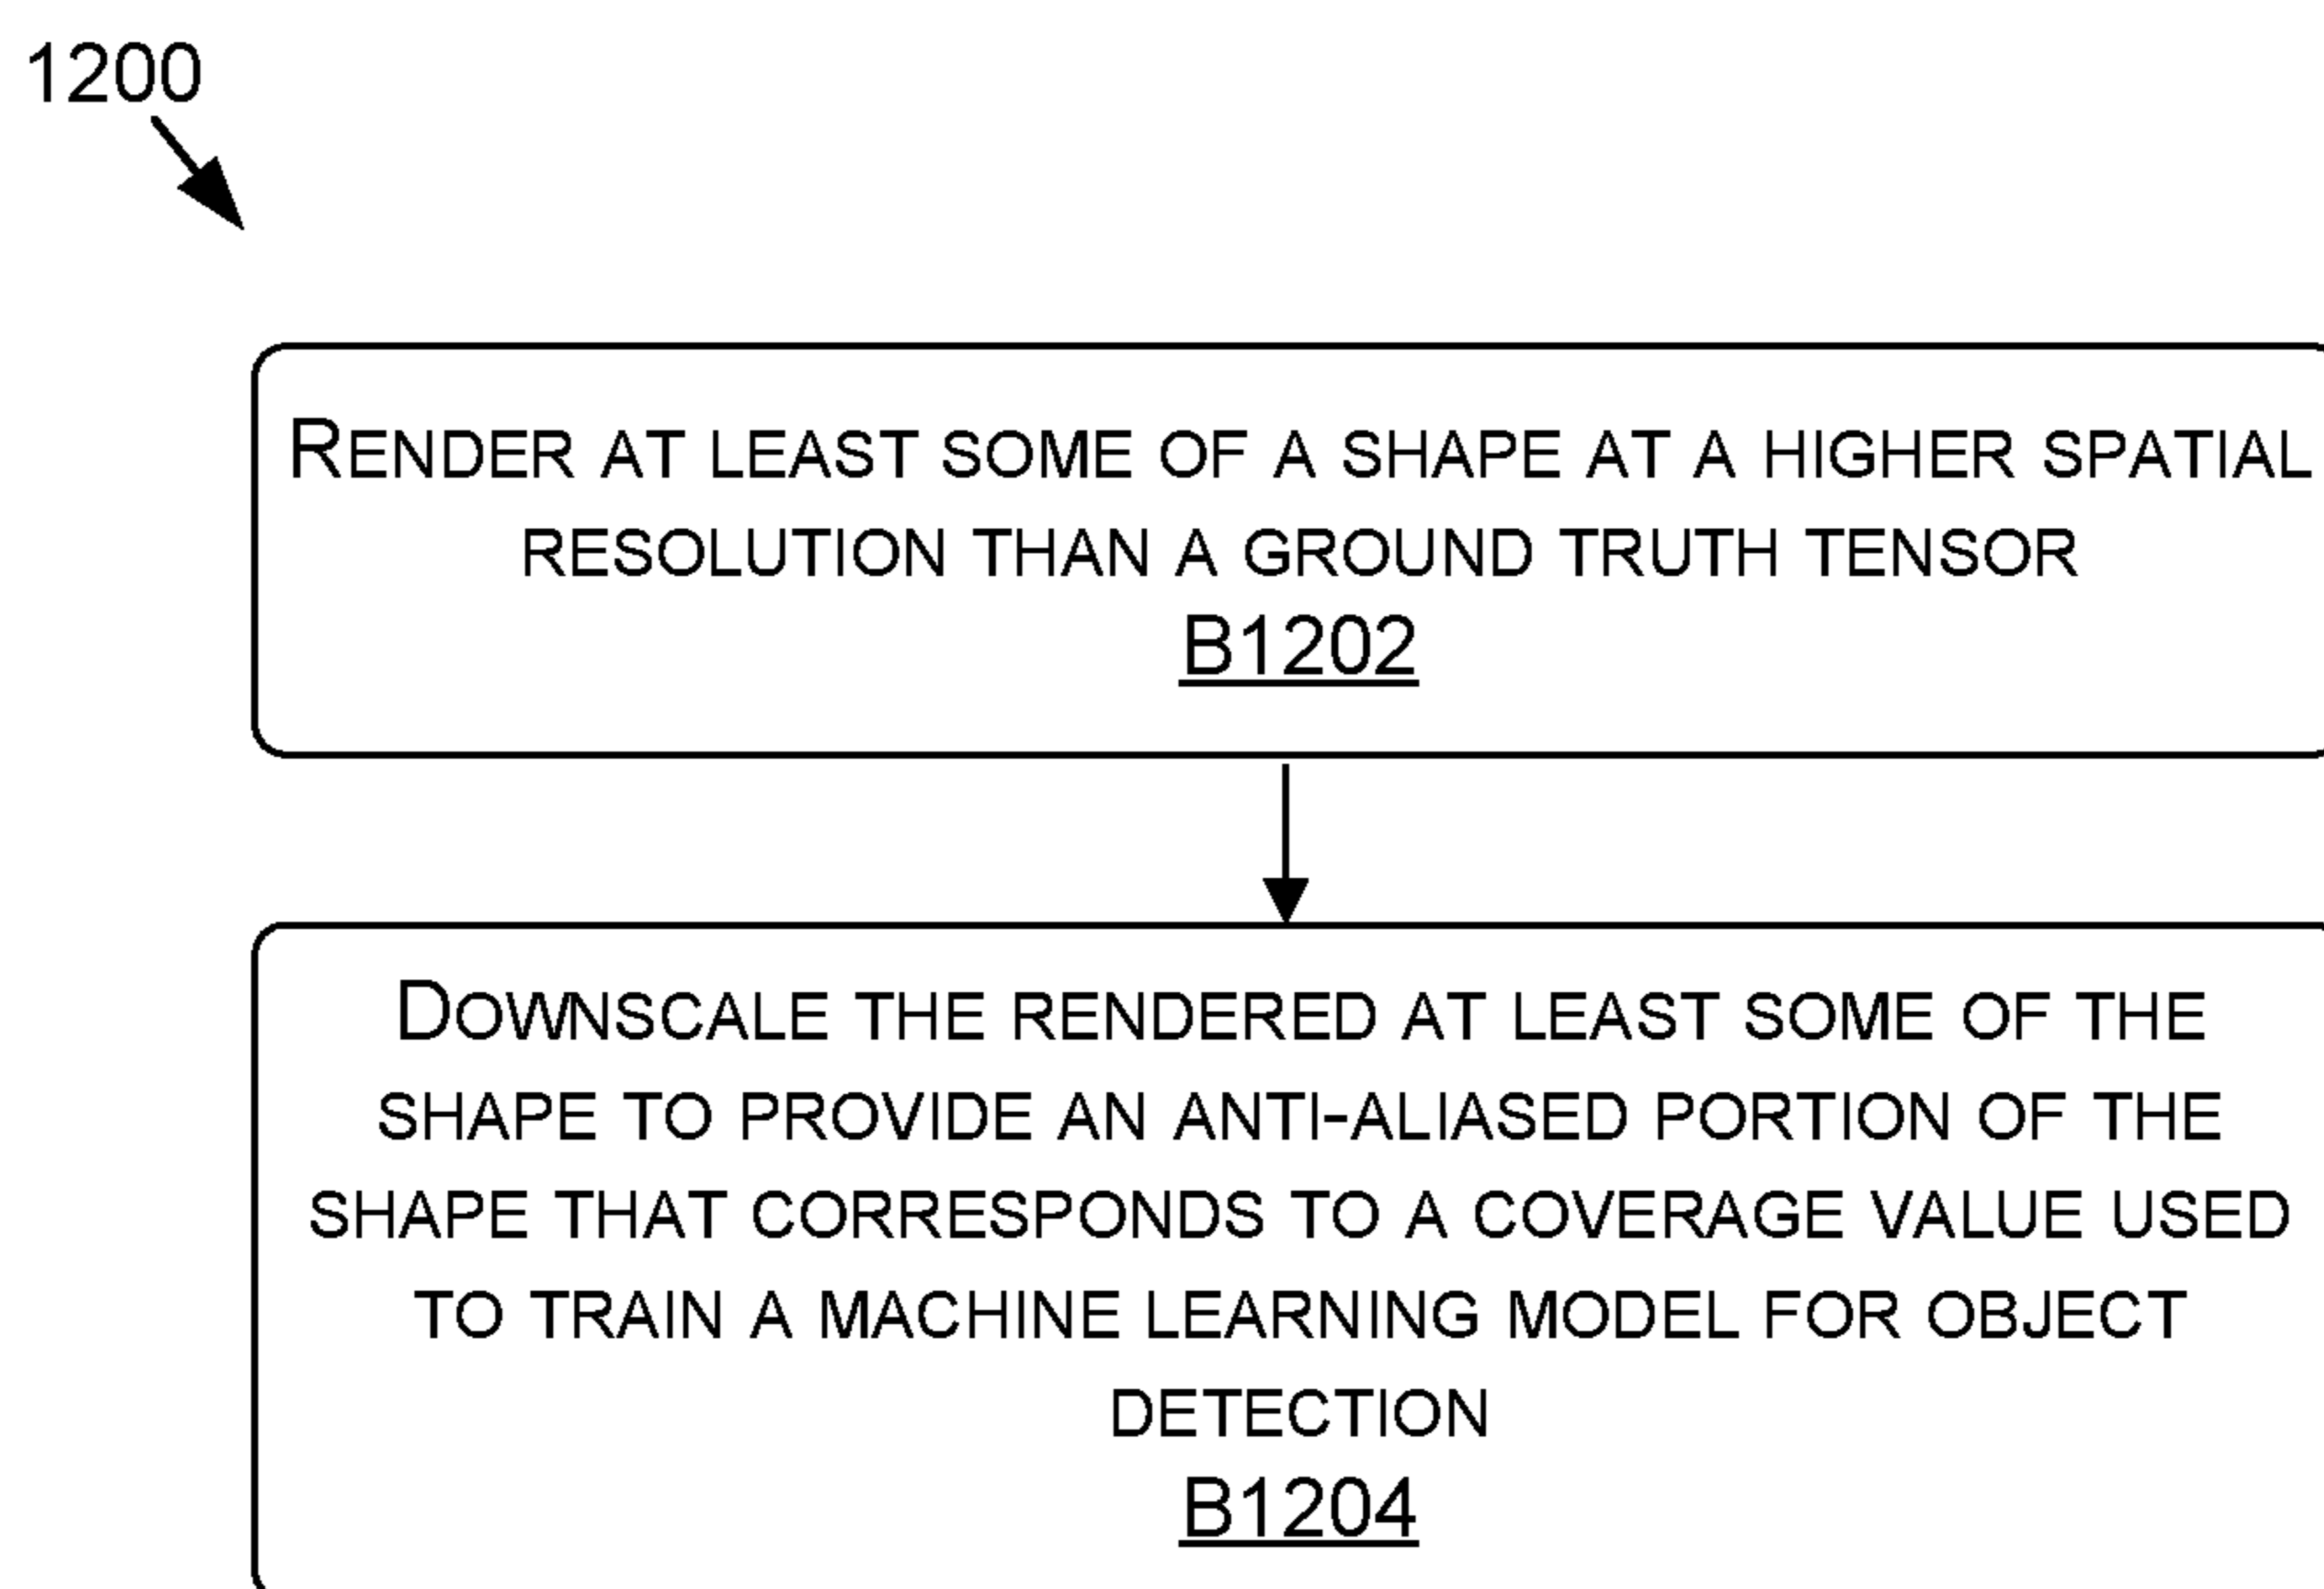 1200
RENDER AT LEAST SOME OF A SHAPE AT A HIGHER SPATIAL
RESOLUTION THAN A GROUND TRUTH TENSOR
B1202
DOWNSCALE THE RENDERED AT LEAST SOME OF THE
SHAPE TO PROVIDE AN ANTI-ALIASED PORTION OF THE
SHAPE THAT CORRESPONDS TO A COVERAGE VALUE USED
TO TRAIN A MACHINE LEARNING MODEL FOR OBJECT
DETECTION
B1204